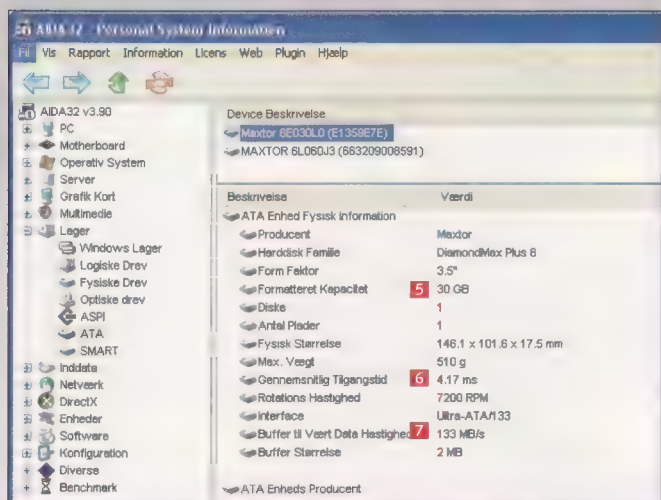 AIDA32 - Personal System Information
Fil Vis Rapport Information Licens Web Plugin Hjælp
AIDA32 v3.90
PC
Motherboard
Operativ System
Server
Grafik Kort
Multimedie
Lager
Windows Lager
Logiske Drev
Fysiske Drev
Optiske drev
ASPI
ATA
SMART
Inddata
Netværk
DirectX
Enheder
Software
Konfiguration
Diverse
Benchmark
Device Beskrivelse
Maxtor 6E030L0 (E1359E7E)
MAXTOR 6L060J3 (663209008591)
Beskrivelse Værdi
ATA Enhed Fysisk Information
Producent Maxtor
Harddisk Familie DiamondMax Plus 8
Form Faktor 3.5"
Formatteret Kapacitet 5 30 GB
Diske 1
Antal Plader 1
Fysisk Størrelse 146.1 x 101.6 x 17.5 mm
Max. Vægt 510 g
Gennemsnitlig Tilgangstid 6 4.17 ms
Rotations Hastighed 7200 RPM
Interface Ultra-ATA/133
Buffer til Vært Data Hastighed 7 133 MB/s
Buffer Størrelse 2 MB
ATA Enheds Producent